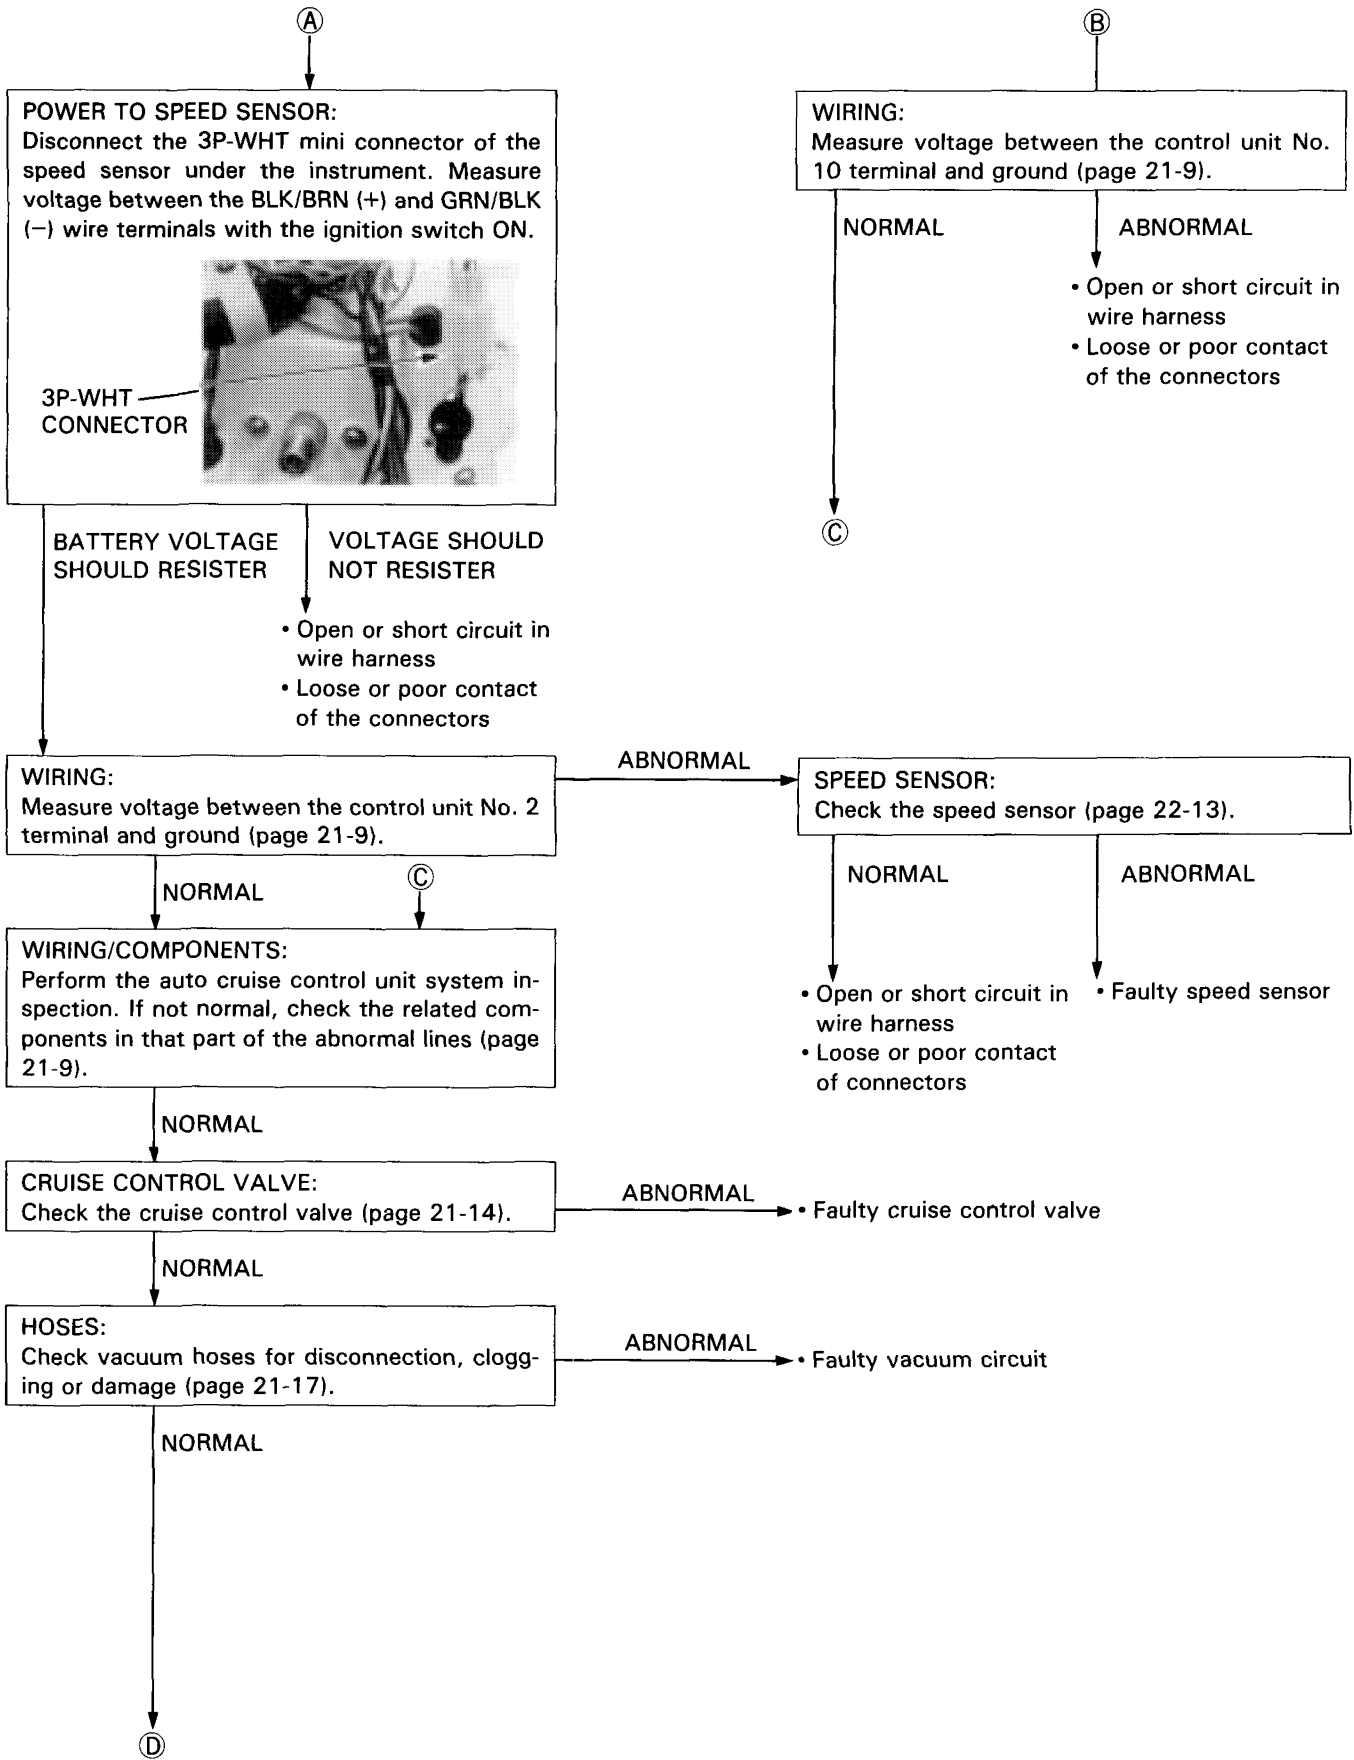 Ⓐ
POWER TO SPEED SENSOR:
Disconnect the 3P-WHT mini connector of the
speed sensor under the instrument. Measure
voltage between the BLK/BRN (+) and GRN/BLK
(−) wire terminals with the ignition switch ON.
3P-WHT
CONNECTOR
BATTERY VOLTAGE
SHOULD RESISTER
VOLTAGE SHOULD
NOT RESISTER
• Open or short circuit in
wire harness
• Loose or poor contact
of the connectors
Ⓑ
WIRING:
Measure voltage between the control unit No.
10 terminal and ground (page 21-9).
NORMAL
ABNORMAL
• Open or short circuit in
wire harness
• Loose or poor contact
of the connectors
Ⓒ
WIRING:
Measure voltage between the control unit No. 2
terminal and ground (page 21-9).
ABNORMAL
SPEED SENSOR:
Check the speed sensor (page 22-13).
NORMAL
ABNORMAL
• Open or short circuit in
wire harness
• Loose or poor contact
of connectors
• Faulty speed sensor
NORMAL
Ⓒ
WIRING/COMPONENTS:
Perform the auto cruise control unit system in-
spection. If not normal, check the related com-
ponents in that part of the abnormal lines (page
21-9).
NORMAL
CRUISE CONTROL VALVE:
Check the cruise control valve (page 21-14).
ABNORMAL
• Faulty cruise control valve
NORMAL
HOSES:
Check vacuum hoses for disconnection, clogg-
ing or damage (page 21-17).
ABNORMAL
• Faulty vacuum circuit
NORMAL
Ⓓ